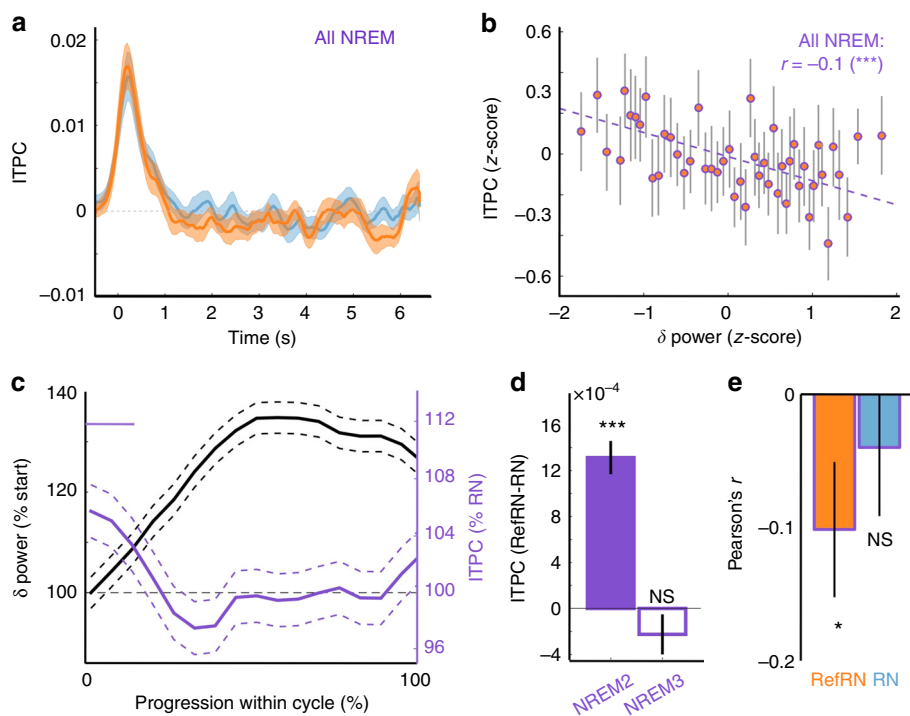 a
All NREM
0.02
0.01
0
−0.01
ITPC
0 1 2 3 4 5 6
Time (s)
b
All NREM:
r = −0.1 (***)
0.6
0.3
0
−0.3
−0.6
ITPC (z-score)
−2 −1 0 1 2
δ power (z-score)
c
140
120
100
δ power (% start)
112
108
104
100
96
ITPC (% RN)
0 100
Progression within cycle (%)
d
×10⁻⁴
16
12
8
4
0
−4
ITPC (RefRN-RN)
***
NS
NREM2 NREM3
e
0
−0.1
−0.2
Pearson's r
NS
*
RefRN RN